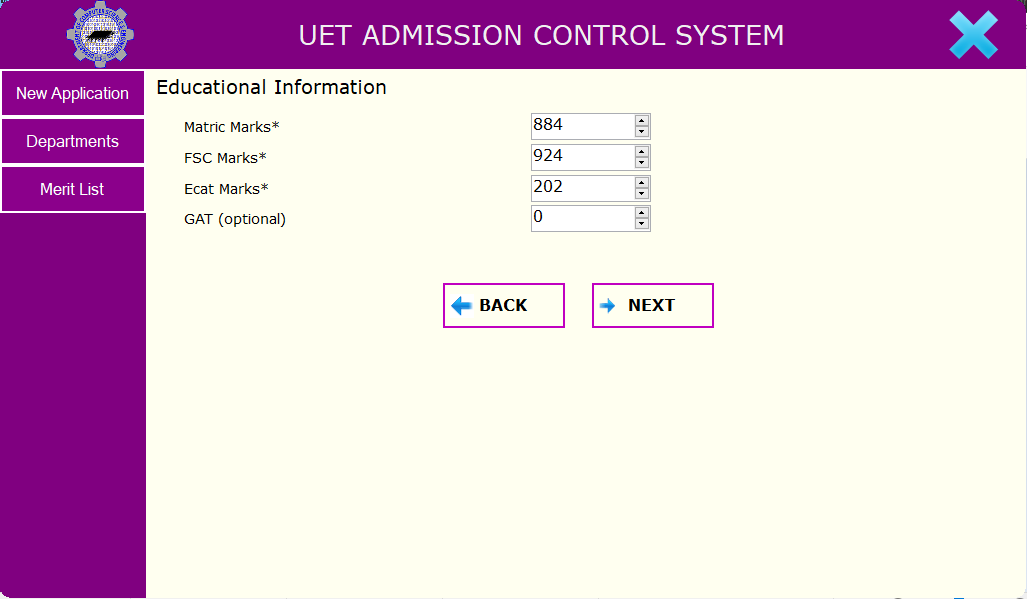 UET ADMISSION CONTROL SYSTEM
New Application
Departments
Merit List
Educational Information
Matric Marks* 884
FSC Marks* 924
Ecat Marks* 202
GAT (optional) 0
BACK NEXT